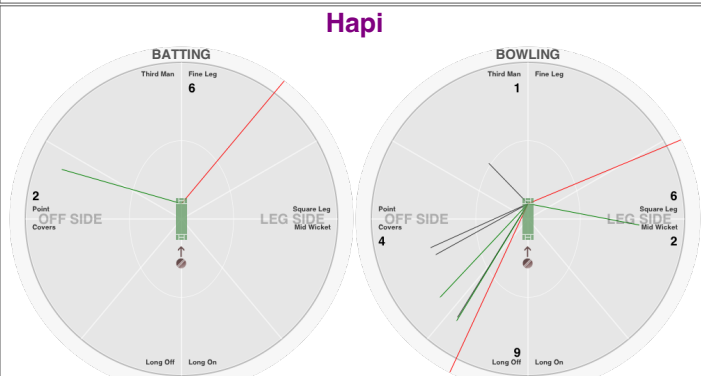 Hapi
BATTING
Third Man Fine Leg
6
2
Point Square Leg
OFF SIDE LEG SIDE
Covers Mid Wicket
Long Off Long On
BOWLING
Third Man Fine Leg
1
6
Point Square Leg
OFF SIDE LEG SIDE
Covers Mid Wicket
4 2
9
Long Off Long On